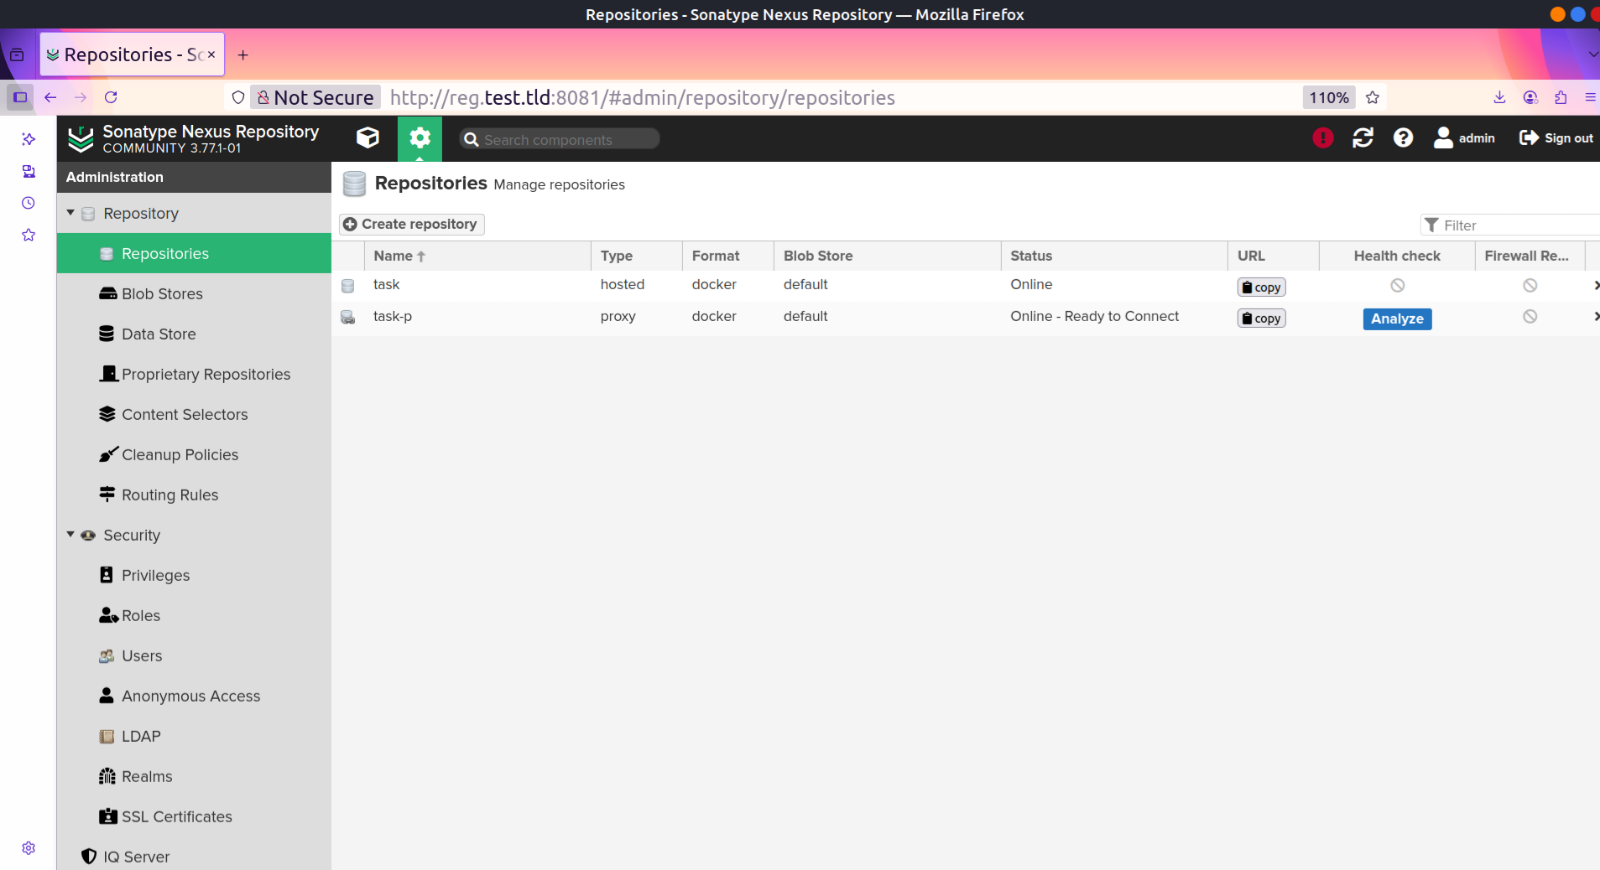 Repositories - Sonatype Nexus Repository — Mozilla Firefox
Repositories - So
Not Secure http://reg.test.tld:8081/#admin/repository/repositories 110%
Sonatype Nexus Repository
COMMUNITY 3.77.1-01
Search components
admin
Sign out
Administration
Repositories Manage repositories
Repository
Create repository
Filter
Repositories
Name Type Format Blob Store Status URL Health check Firewall Re...
task hosted docker default Online copy
Blob Stores
task-p proxy docker default Online - Ready to Connect copy Analyze
Data Store
Proprietary Repositories
Content Selectors
Cleanup Policies
Routing Rules
Security
Privileges
Roles
Users
Anonymous Access
LDAP
Realms
SSL Certificates
IQ Server